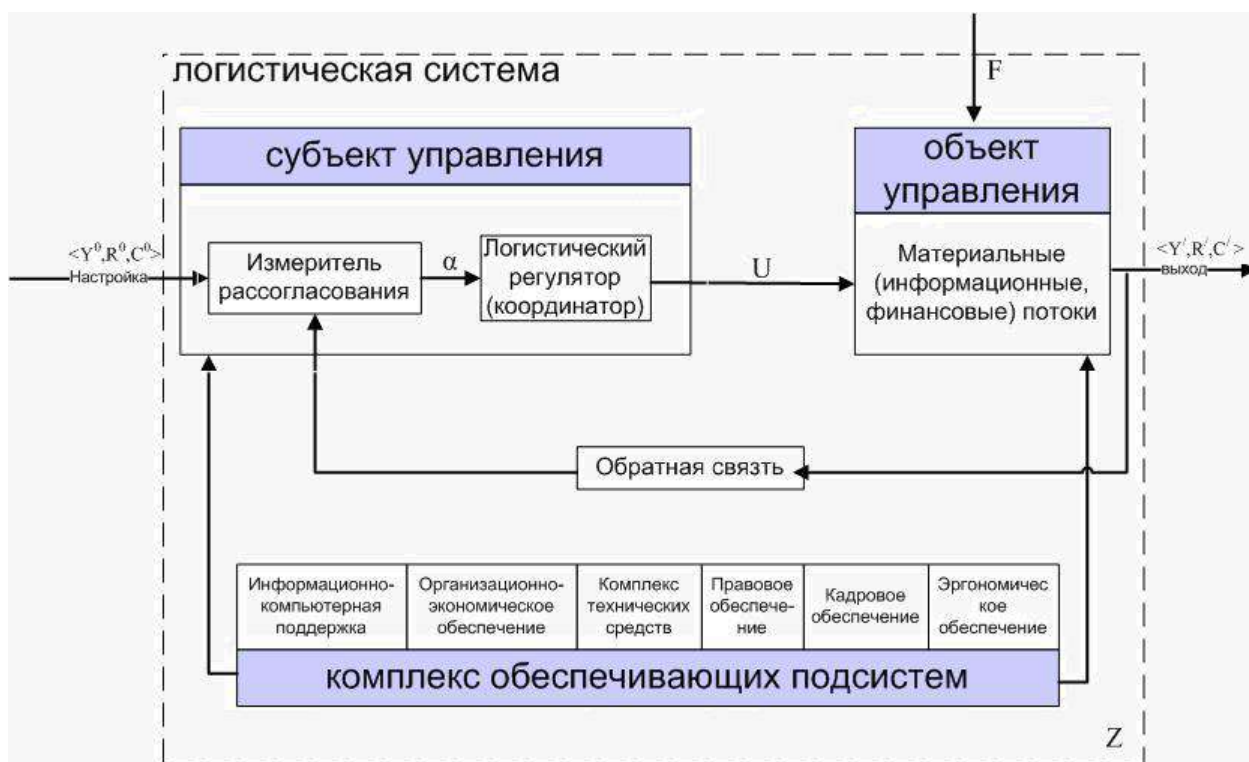 логистическая система
F
субъект управления
объект
управления
<Y⁰,R⁰,C⁰>
Настройка
Измеритель
рассогласования
α
Логистический
регулятор
(координатор)
U
Материальные
(информационные,
финансовые) потоки
<Y/,R/,C/>
выход
Обратная связть
Информационно-
компьютерная
поддержка
Организационно-
экономическое
обеспечение
Комплекс
технических
средств
Правовое
обеспече-
ние
Кадровое
обеспечение
Эргономичес
кое
обеспечение
комплекс обеспечивающих подсистем
Z